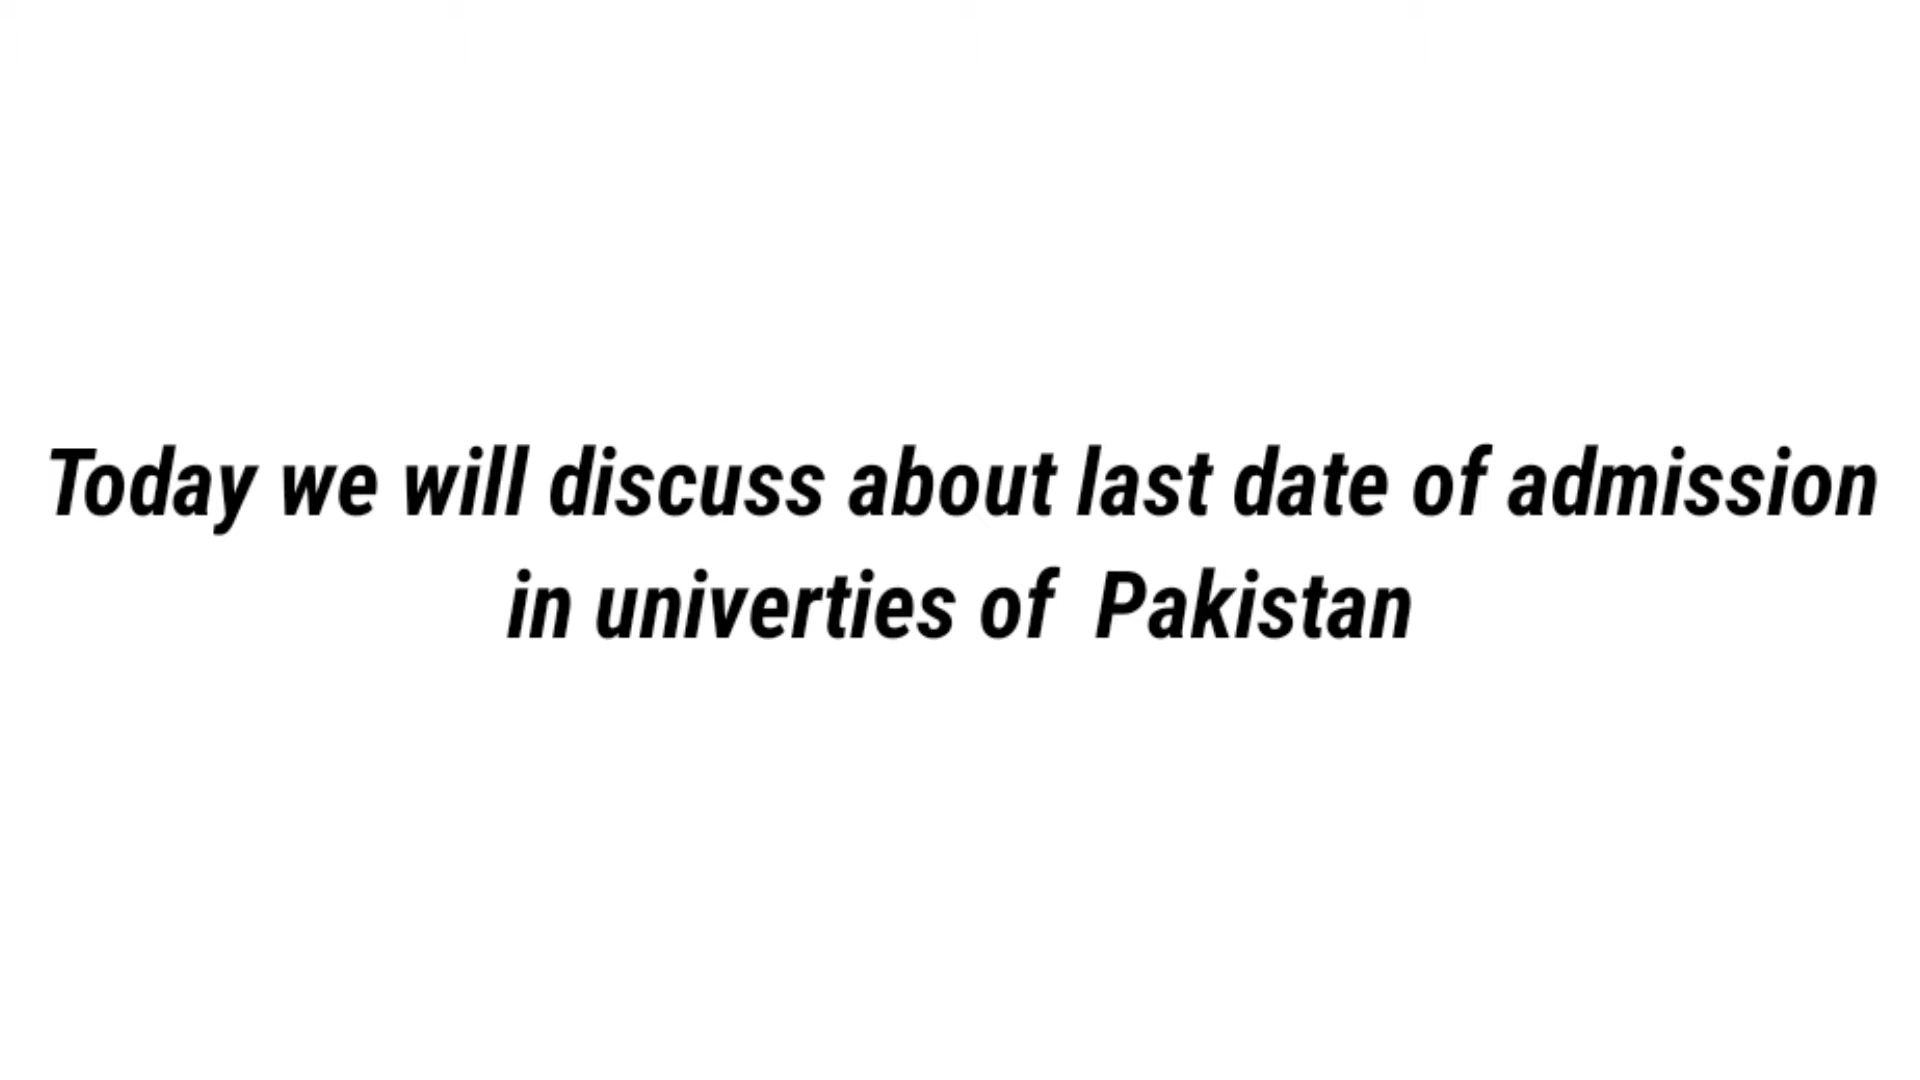 Today we will discuss about last date of admission
in univerties of  Pakistan